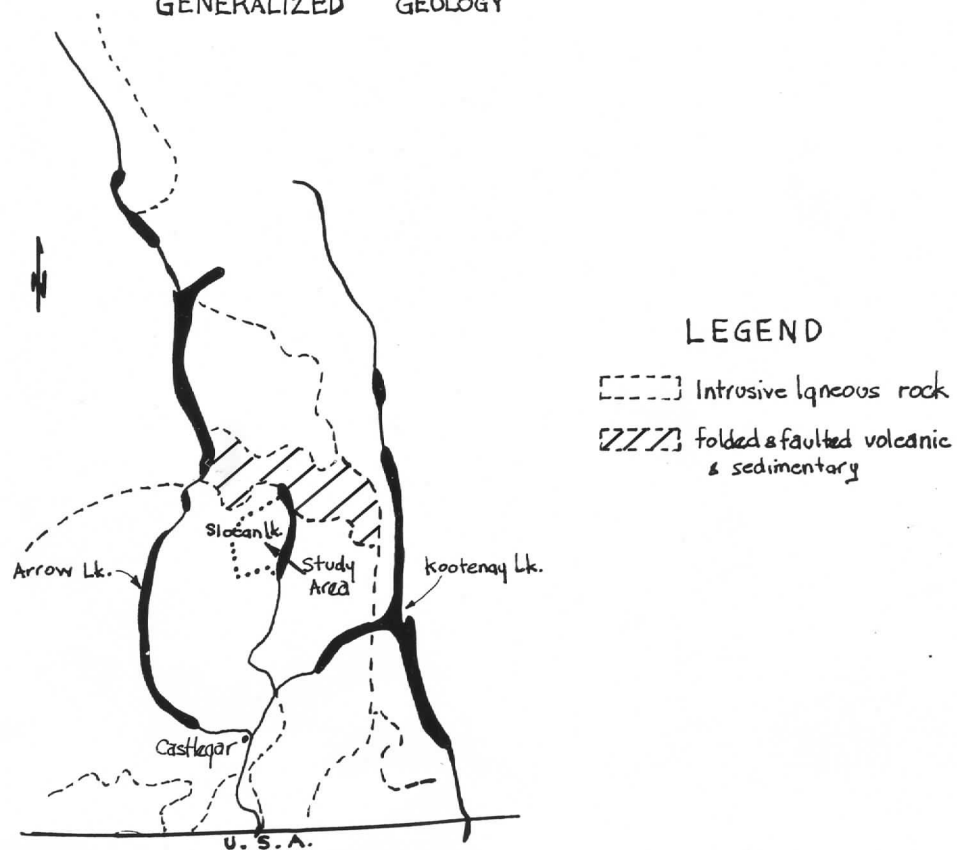 GENERALIZED GEOLOGY
N
LEGEND
Intrusive Igneous rock
folded & faulted volcanic
& sedimentary
Slocan Lk.
Study
Area
Arrow Lk.
Kootenay Lk.
Castlegar
U.S.A.